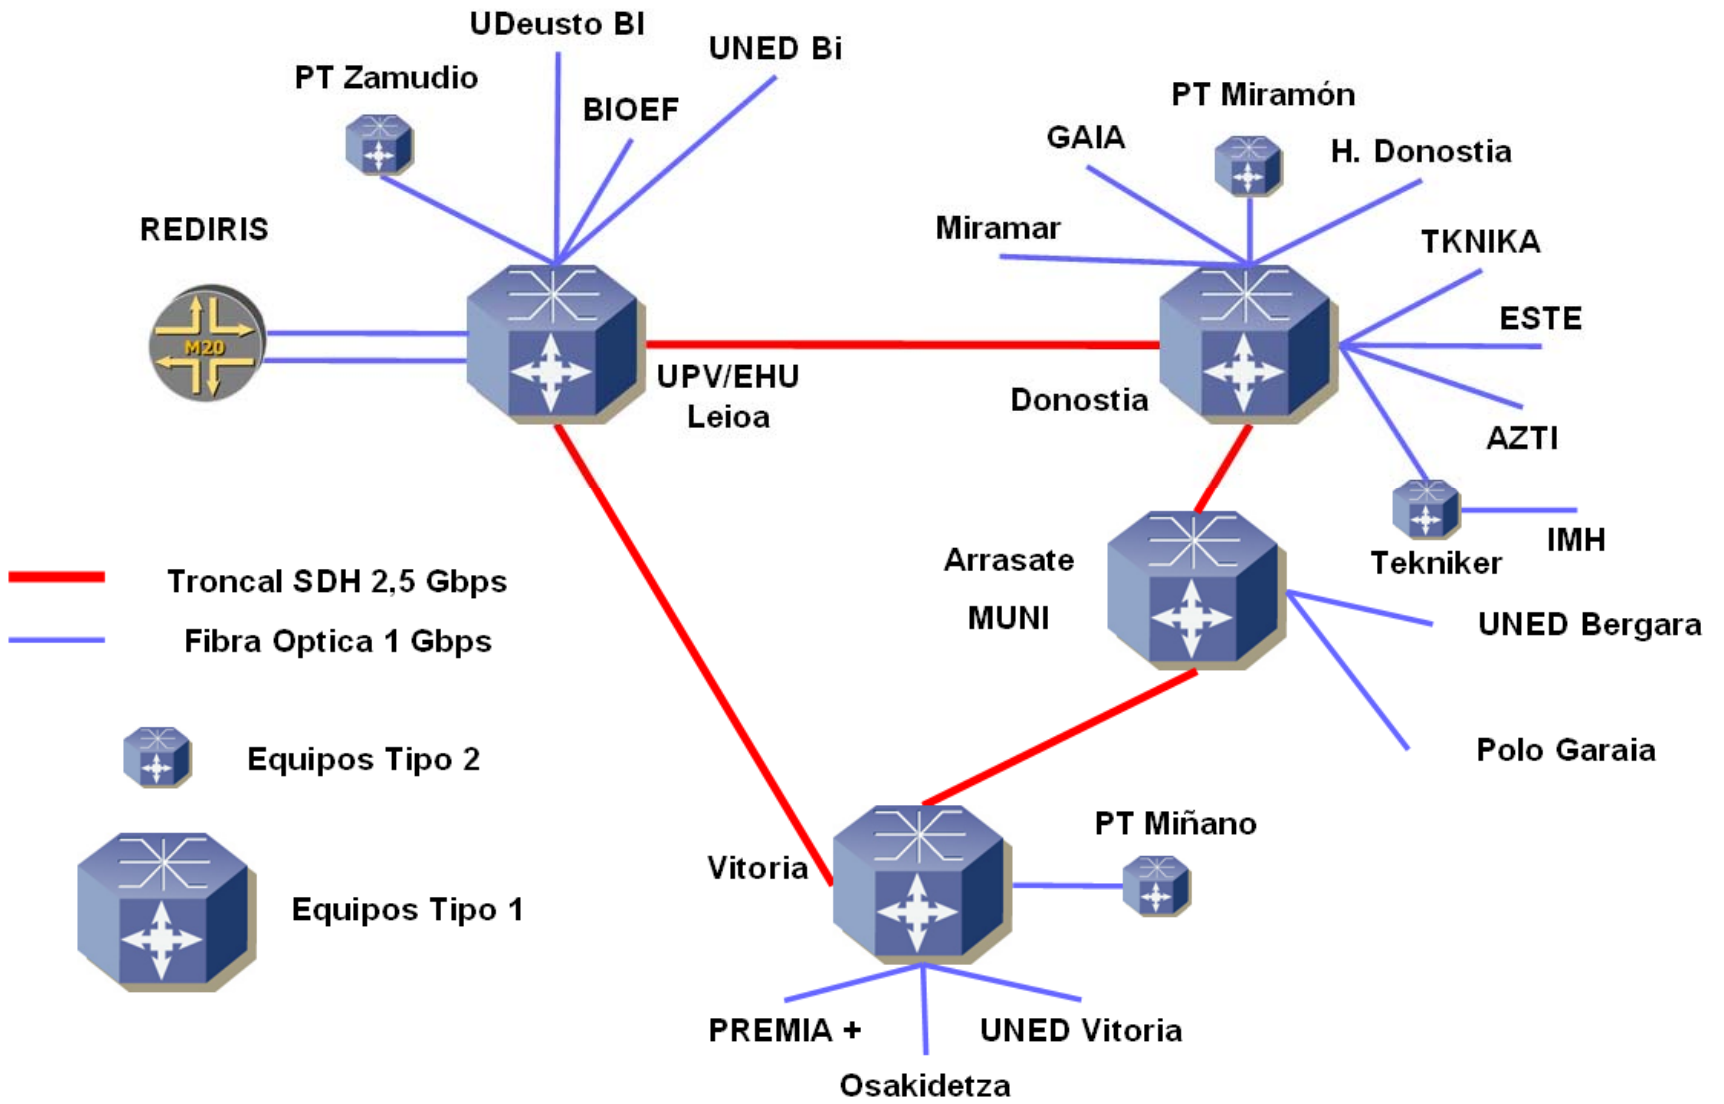 UDeusto BI
UNED Bi
PT Zamudio
BIOEF
PT Miramón
GAIA
H. Donostia
REDIRIS
Miramar
TKNIKA
ESTE
M20
UPV/EHU
Leioa
Donostia
AZTI
IMH
Tekniker
Arrasate
MUNI
Troncal SDH 2,5 Gbps
Fibra Optica 1 Gbps
UNED Bergara
Polo Garaia
Equipos Tipo 2
PT Miñano
Vitoria
Equipos Tipo 1
PREMIA +
UNED Vitoria
Osakidetza